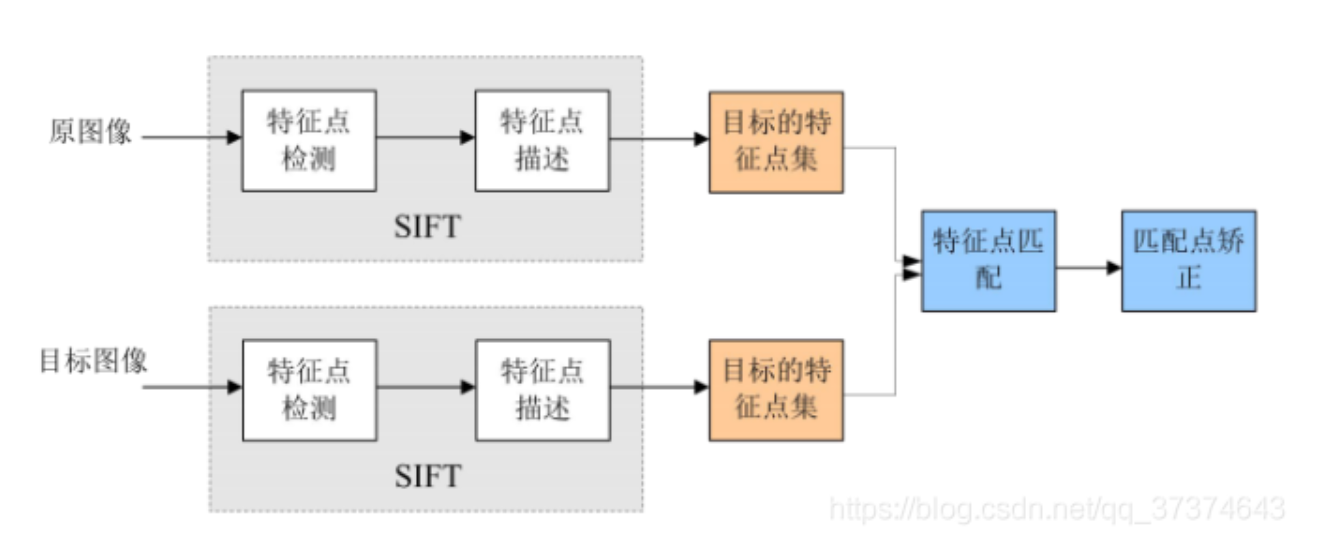 原图像
特征点
检测
特征点
描述
SIFT
目标的特
征点集
特征点匹
配
匹配点矫
正
目标图像
特征点
检测
特征点
描述
SIFT
目标的特
征点集
https://blog.csdn.net/qq_37374643